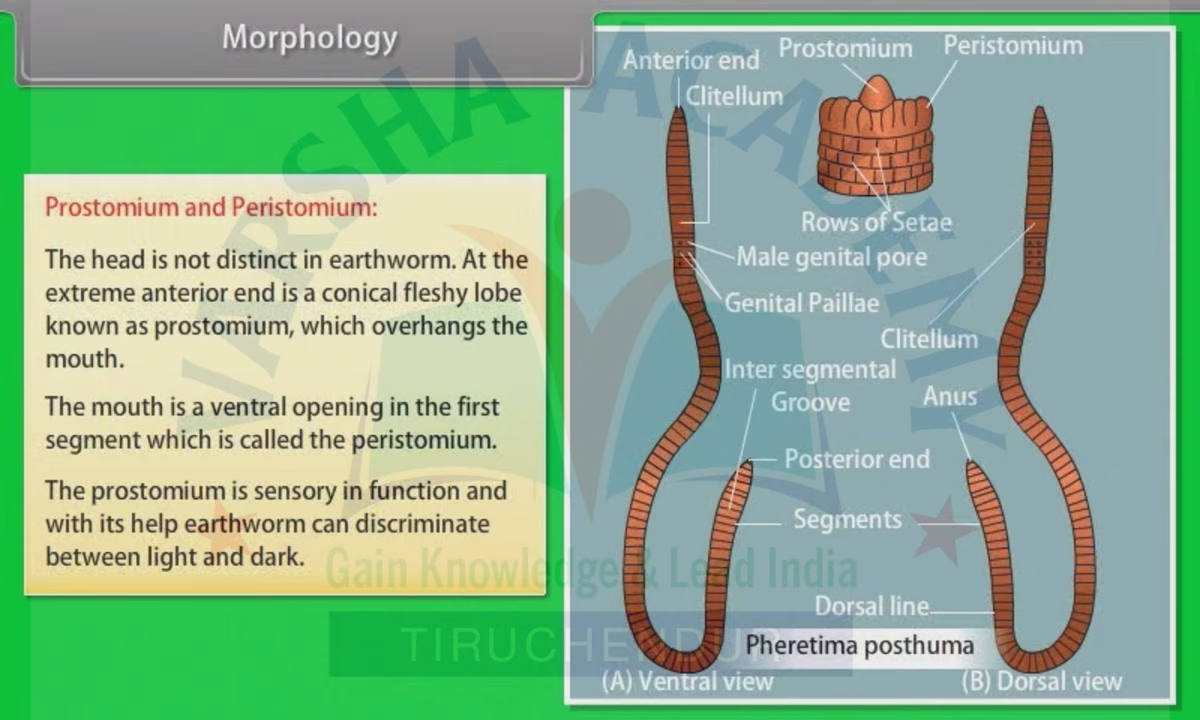 Morphology
Prostomium and Peristomium:
The head is not distinct in earthworm. At the
extreme anterior end is a conical fleshy lobe
known as prostomium, which overhangs the
mouth.
The mouth is a ventral opening in the first
segment which is called the peristomium.
The prostomium is sensory in function and
with its help earthworm can discriminate
between light and dark.
Anterior end
Prostomium
Peristomium
Clitellum
Rows of Setae
Male genital pore
Genital Paillae
Clitellum
Inter segmental
Groove
Anus
Posterior end
Segments
Dorsal line
Pheretima posthuma
(A) Ventral view
(B) Dorsal view
VARSHA ACADEMY
Gain Knowledge & Lead India
TIRUCHENDUR